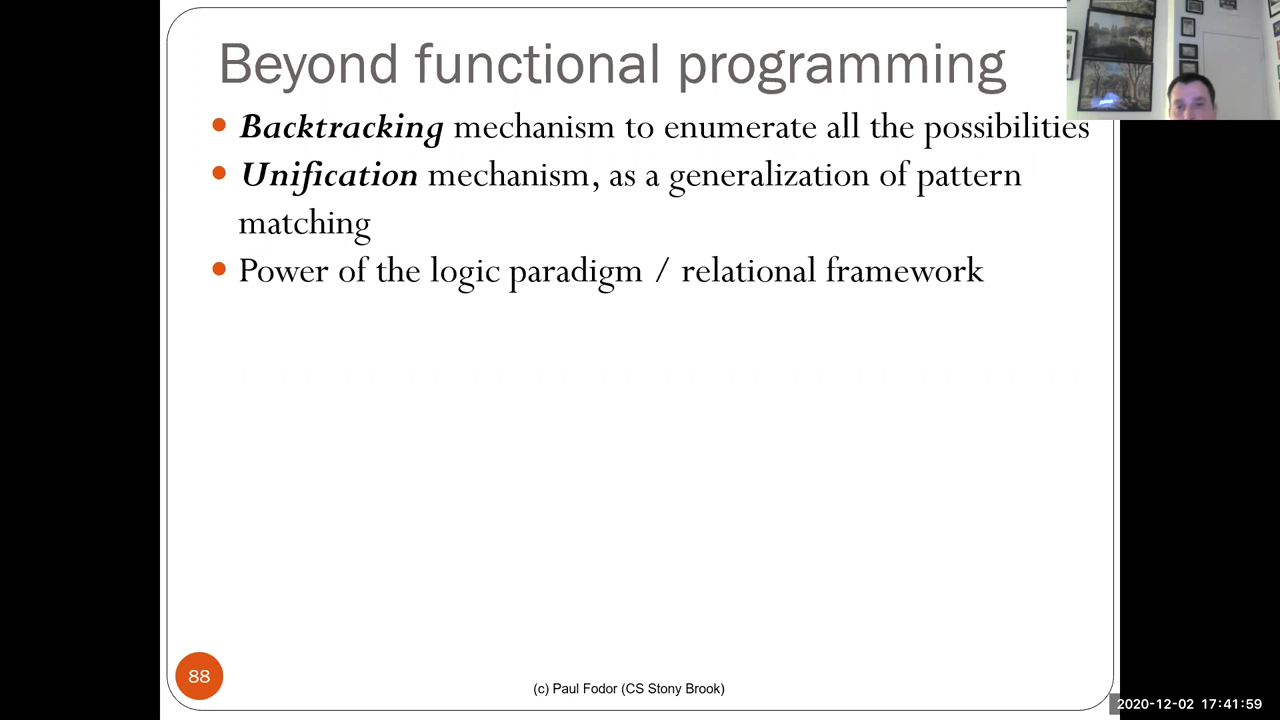 Beyond functional programming
Backtracking mechanism to enumerate all the possibilities
Unification mechanism, as a generalization of pattern
matching
Power of the logic paradigm / relational framework
88
(c) Paul Fodor (CS Stony Brook)
2020-12-02 17:41:59